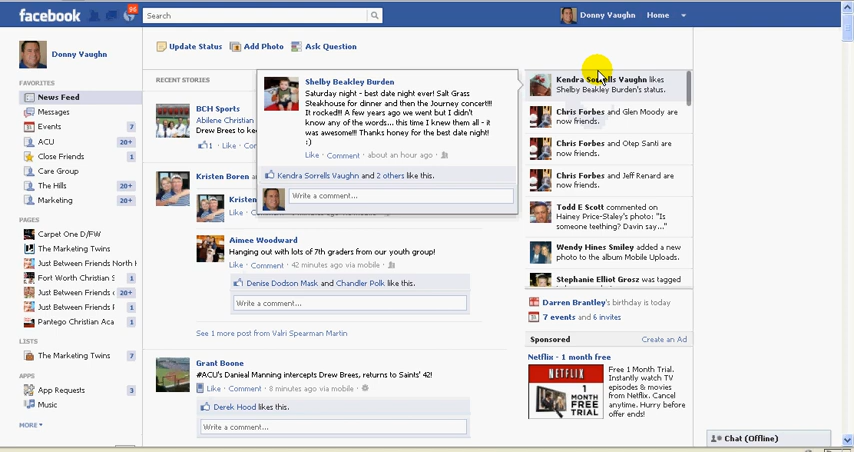 facebook
96
Search
Donny Vaughn
Home
Donny Vaughn
FAVORITES
News Feed
Messages
Events 7
ACU 20+
Close Friends 1
Care Group
The Hills 20+
Marketing 20+
PAGES
Carpet One D/FW
The Marketing Twins
Just Between Friends North H
Fort Worth Christian S 1
Just Between Friends 20+
Just Between Friends F 1
Pantego Christian Aca 1
LISTS
The Marketing Twins 7
APPS
App Requests 3
Music
MORE
Update Status Add Photo Ask Question
RECENT STORIES
BCH Sports
Abilene Christian
Drew Brees to kee
1 · Like · Com
Kristen Boren
Kristen
Like ·
Aimee Woodward
Hanging out with lots of 7th graders from our youth group!
Like · Comment · 42 minutes ago via mobile ·
Denise Dodson Mask and Chandler Polk like this.
Write a comment...
See 1 more post from Valri Spearman Martin
Grant Boone
#ACU's Danieal Manning intercepts Drew Brees, returns to Saints' 42!
Like · Comment · 8 minutes ago via mobile ·
Derek Hood likes this.
Write a comment...
Shelby Beakley Burden
Saturday night - best date night ever! Salt Grass
Steakhouse for dinner and then the Journey concert!!!
It rocked!!! A few years ago we went but I didn't
know any of the words... this time I knew them all - it
was awesome!!! Thanks honey for the best date night!
:)
Like · Comment · about an hour ago ·
Kendra Sorrells Vaughn and 2 others like this.
Write a comment...
Kendra Sorrells Vaughn likes
Shelby Beakley Burden's status.
Chris Forbes and Glen Moody are
now friends.
Chris Forbes and Otep Santi are
now friends.
Chris Forbes and Jeff Renard are
now friends.
Todd E Scott commented on
Hainey Price-Staley's photo: "Is
someone teething? Davin say..."
Wendy Hines Smiley added a new
photo to the album Mobile Uploads.
Stephanie Elliot Grosz was tagged
Darren Brantley's birthday is today
7 events and 6 invites
Sponsored Create an Ad
Netflix - 1 month free
NETFLIX
1 MONTH
FREE
TRIAL
Free 1 Month Trial.
Instantly watch TV
episodes & movies
from Netflix. Cancel
anytime. Hurry before
offer ends!
Chat (Offline)